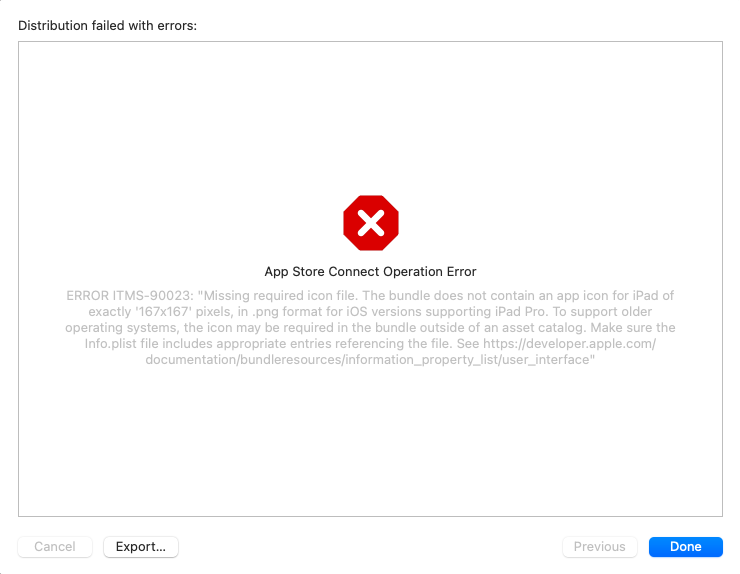 Distribution failed with errors:
App Store Connect Operation Error
ERROR ITMS-90023: "Missing required icon file. The bundle does not contain an app icon for iPad of
exactly '167x167' pixels, in .png format for iOS versions supporting iPad Pro. To support older
operating systems, the icon may be required in the bundle outside of an asset catalog. Make sure the
Info.plist file includes appropriate entries referencing the file. See https://developer.apple.com/
documentation/bundleresources/information_property_list/user_interface"
Cancel Export... Previous Done